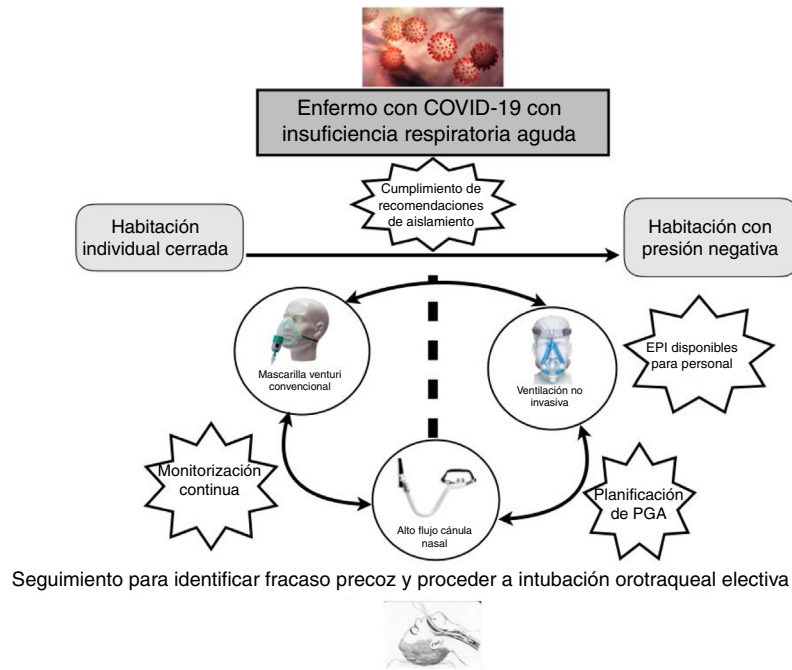 Enfermo con COVID-19 con
insuficiencia respiratoria aguda
Cumplimiento de
recomendaciones
de aislamiento
Habitación
individual cerrada
Habitación con
presión negativa
Mascarilla venturi
convencional
Ventilación no
invasiva
EPI disponibles
para personal
Monitorización
continua
Alto flujo cánula
nasal
Planificación
de PGA
Seguimiento para identificar fracaso precoz y proceder a intubación orotraqueal electiva